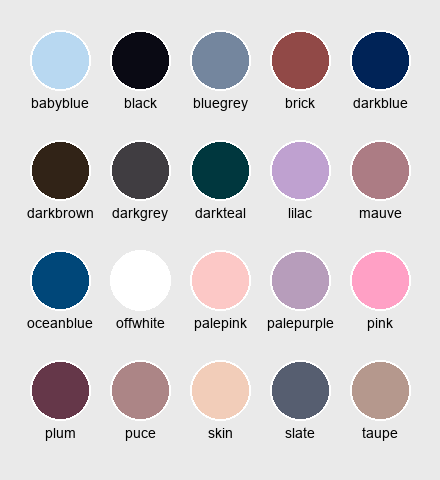 babyblue black bluegrey brick darkblue
darkbrown darkgrey darkteal lilac mauve
oceanblue offwhite palepink palepurple pink
plum puce skin slate taupe